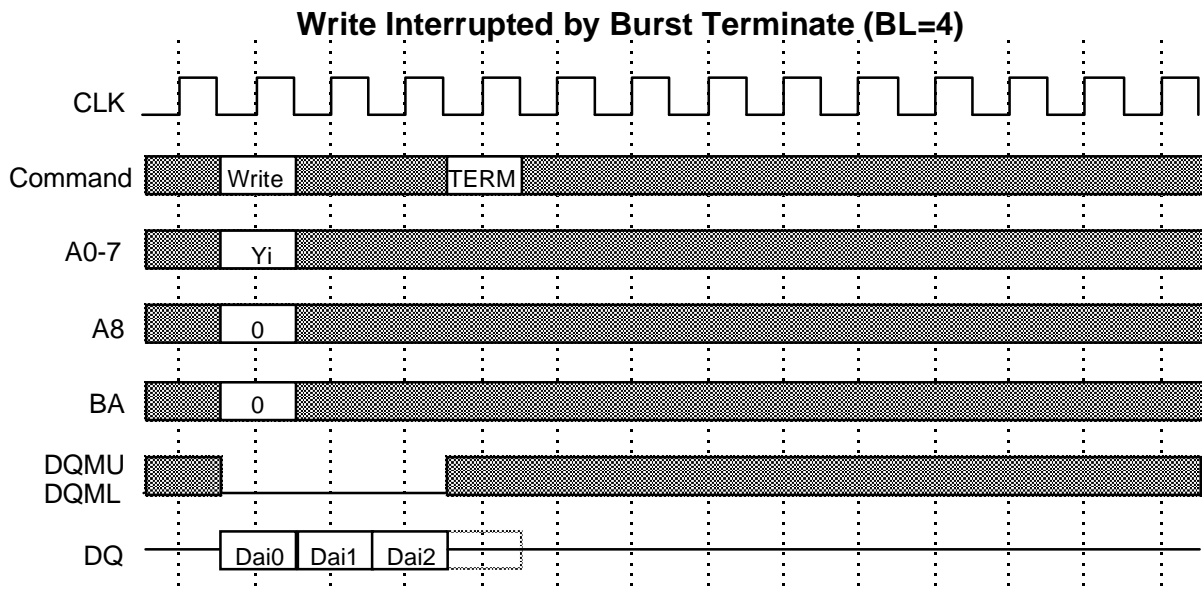 Write Interrupted by Burst Terminate (BL=4)
CLK
Command Write TERM
A0-7 Yi
A8 0
BA 0
DQMU
DQML
DQ Dai0 Dai1 Dai2